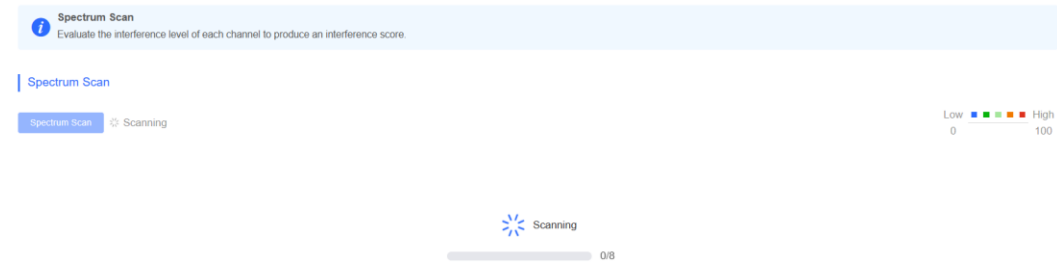 Spectrum Scan
Evaluate the interference level of each channel to produce an interference score.
Spectrum Scan
Spectrum Scan Scanning
Low High
0 100
Scanning
0/8